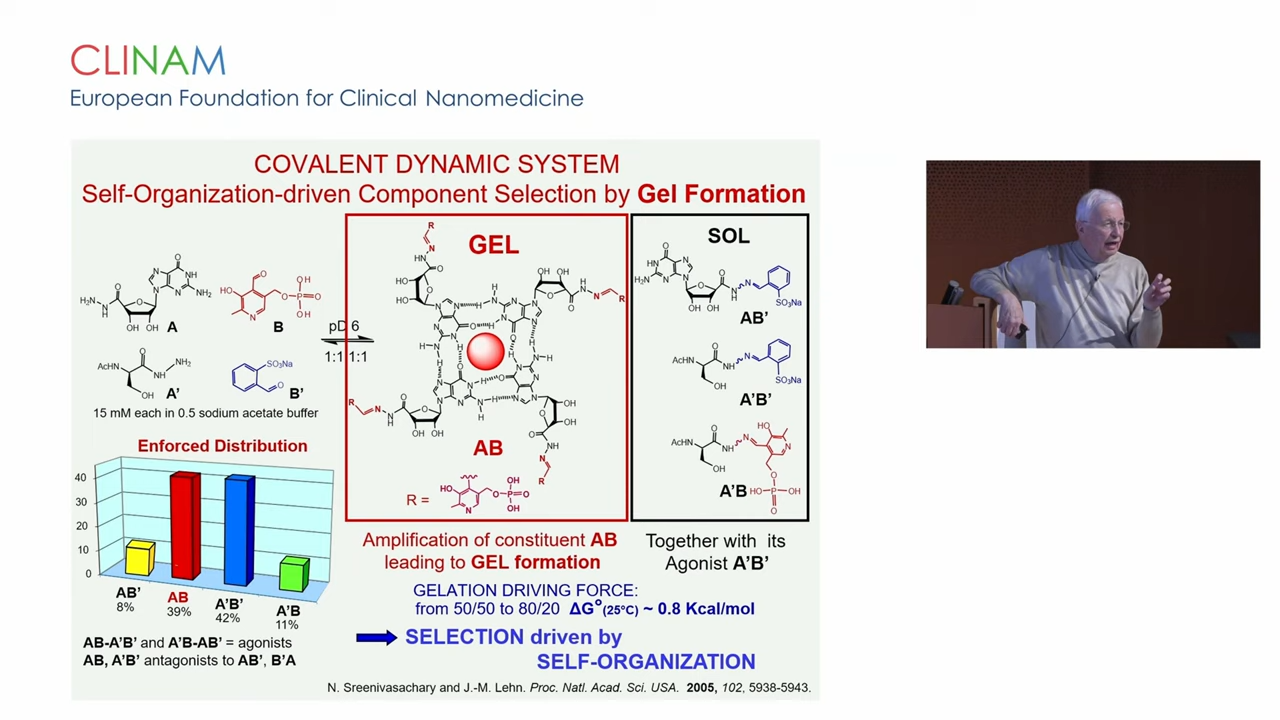 CLINAM
European Foundation for Clinical Nanomedicine
COVALENT DYNAMIC SYSTEM
Self-Organization-driven Component Selection by Gel Formation
A
B
A'
B'
15 mM each in 0.5 sodium acetate buffer
pD 6
1:1:1:1
GEL
AB
R =
SOL
AB'
A'B'
A'B
Enforced Distribution
40
30
20
10
0
AB'
8%
AB
39%
A'B'
42%
A'B
11%
AB-A'B' and A'B-AB' = agonists
AB, A'B' antagonists to AB', B'A
Amplification of constituent AB
leading to GEL formation
Together with its
Agonist A'B'
GELATION DRIVING FORCE:
from 50/50 to 80/20 ΔG°(25°C) ~ 0.8 Kcal/mol
SELECTION driven by
SELF-ORGANIZATION
N. Sreenivasachary and J.-M. Lehn. Proc. Natl. Acad. Sci. USA. 2005, 102, 5938-5943.